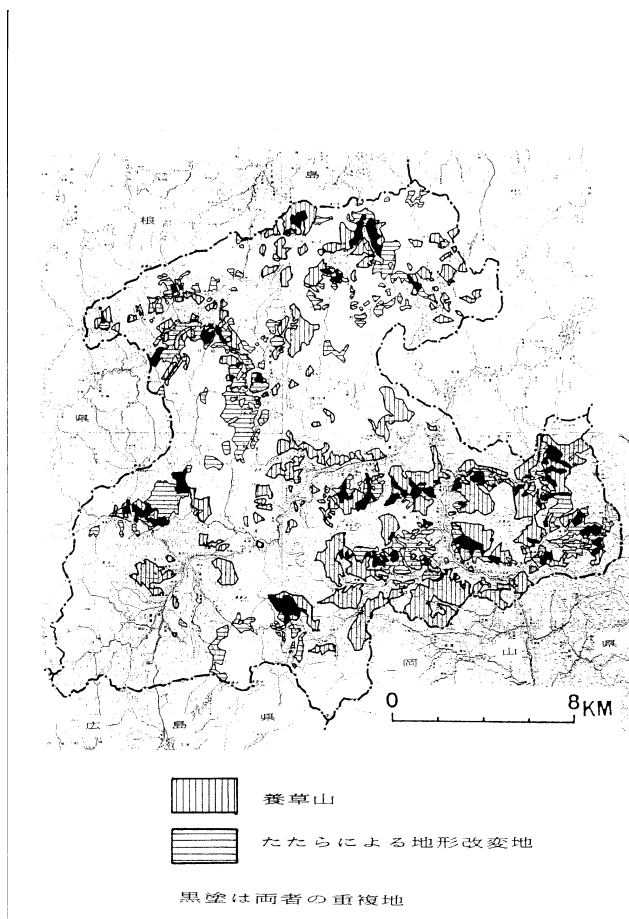 島
根
県
岡 山 県
広 島 県
0 8KM
養草山
たたらによる地形改変地
黒塗は両者の重複地